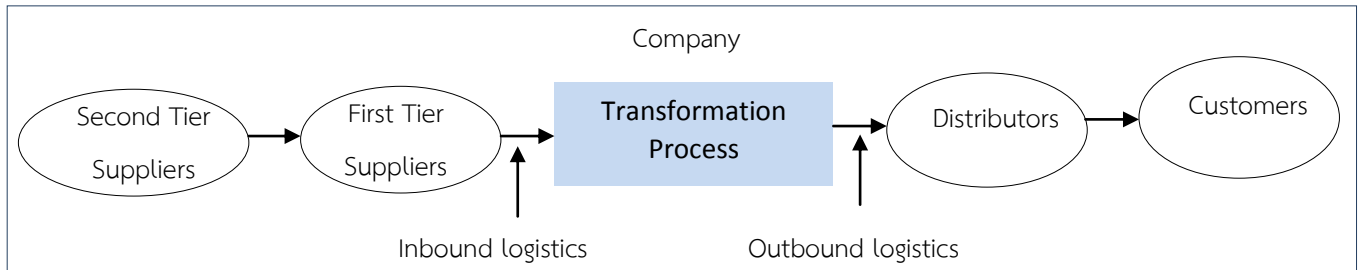 Company
Second Tier
Suppliers
First Tier
Suppliers
Transformation
Process
Distributors
Customers
Inbound logistics
Outbound logistics